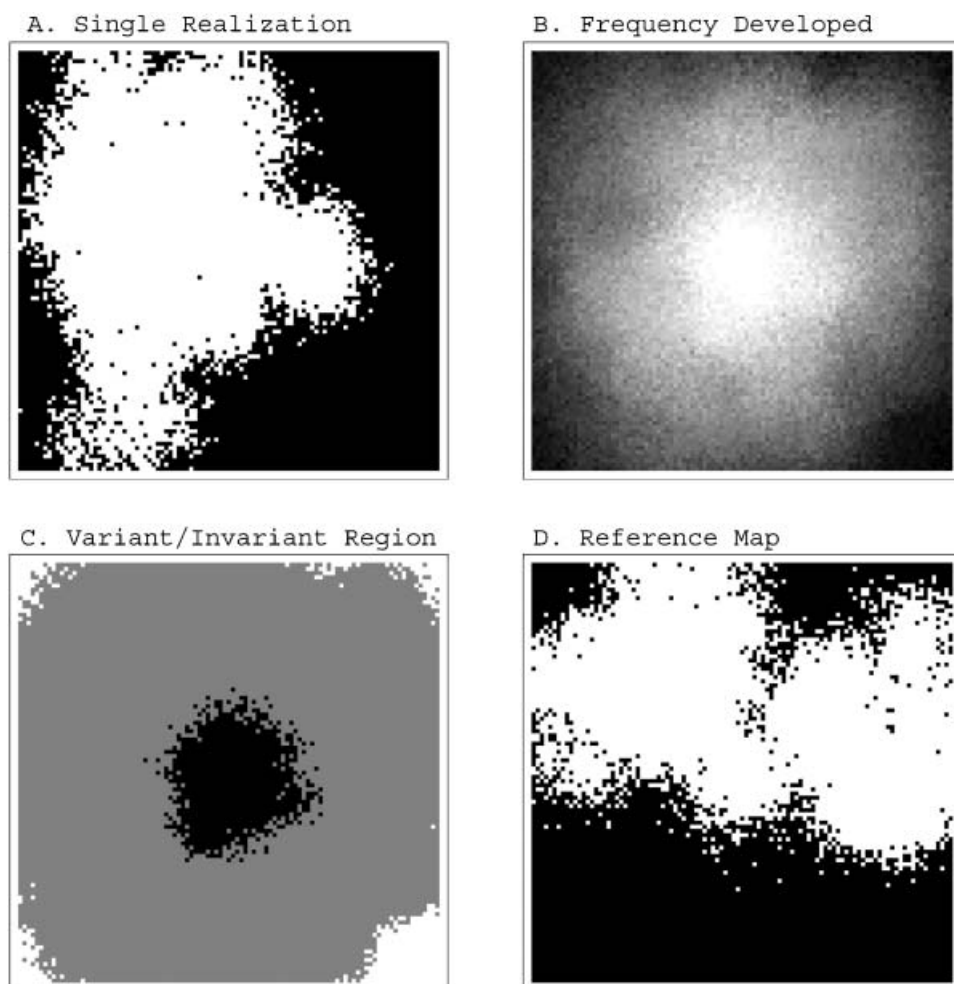 A. Single Realization
B. Frequency Developed
C. Variant/Invariant Region
D. Reference Map